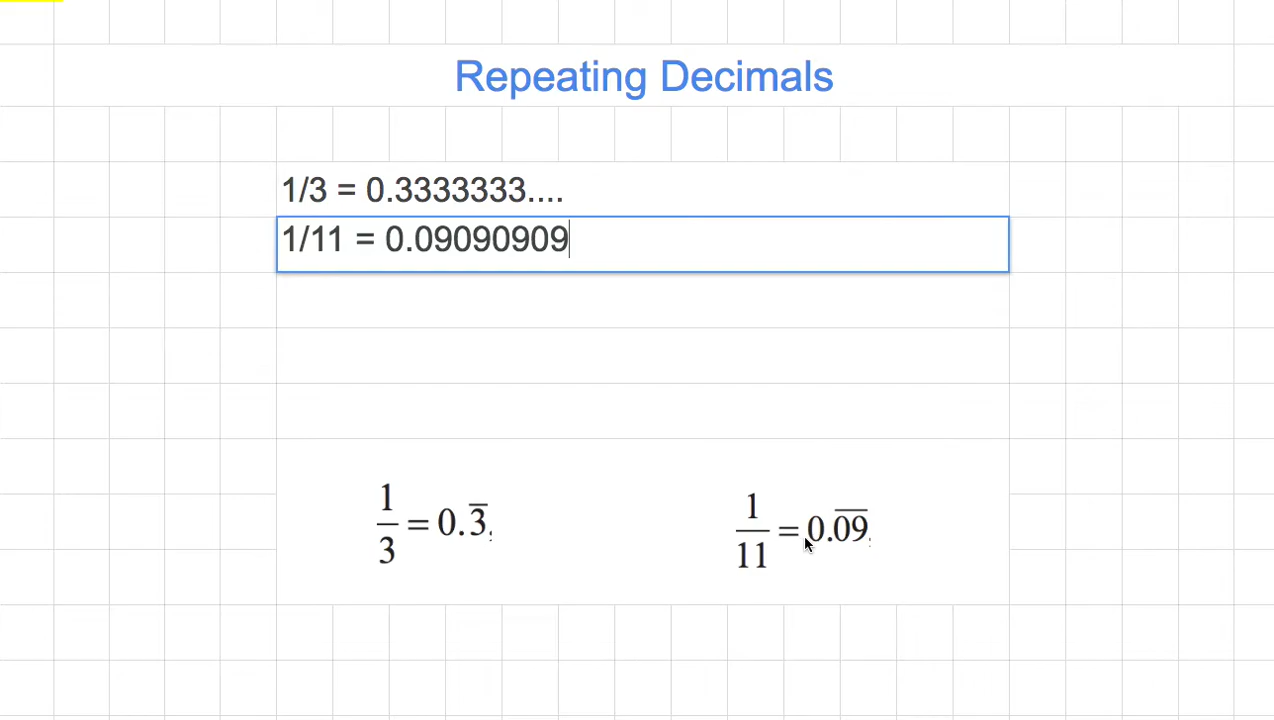 Repeating Decimals
1/3 = 0.3333333....
1/11 = 0.09090909
1/3 = 0.3̅
1/11 = 0.0̅9̅